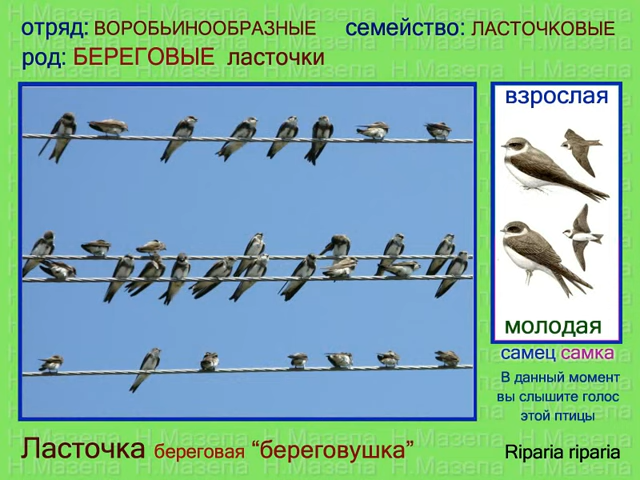 отряд: ВОРОБЬИНООБРАЗНЫЕ семейство: ЛАСТОЧКОВЫЕ
род: БЕРЕГОВЫЕ ласточки
взрослая
молодая
самец самка
В данный момент
вы слышите голос
этой птицы
Ласточка береговая “береговушка” Riparia riparia
Н.Мазепа